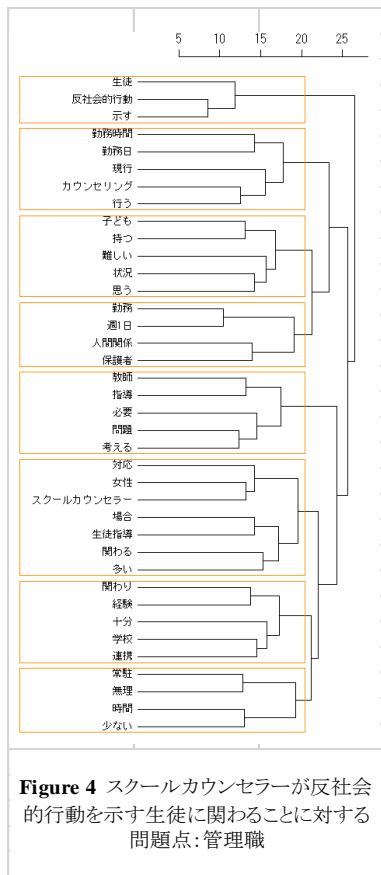 5 10 15 20 25
生徒
反社会的行動
示す
勤務時間
勤務日
現行
カウンセリング
行う
子ども
持つ
難しい
状況
思う
勤務
週1日
人間関係
保護者
教師
指導
必要
問題
考える
対応
女性
スクールカウンセラー
場合
生徒指導
関わる
多い
関わり
経験
十分
学校
連携
常駐
無理
時間
少ない
Figure 4 スクールカウンセラーが反社会
的行動を示す生徒に関わることに対する
問題点：管理職